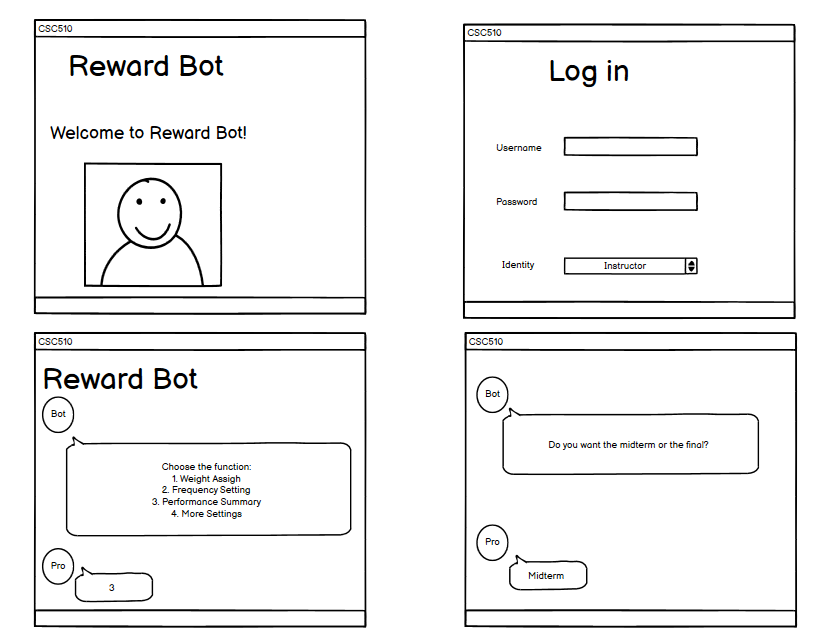 CSC510
Reward Bot
Welcome to Reward Bot!
CSC510
Log in
Username
Password
Identity Instructor
CSC510
Reward Bot
Bot
Choose the function:
1. Weight Assigh
2. Frequency Setting
3. Performance Summary
4. More Settings
Pro
3
CSC510
Bot
Do you want the midterm or the final?
Pro
Midterm